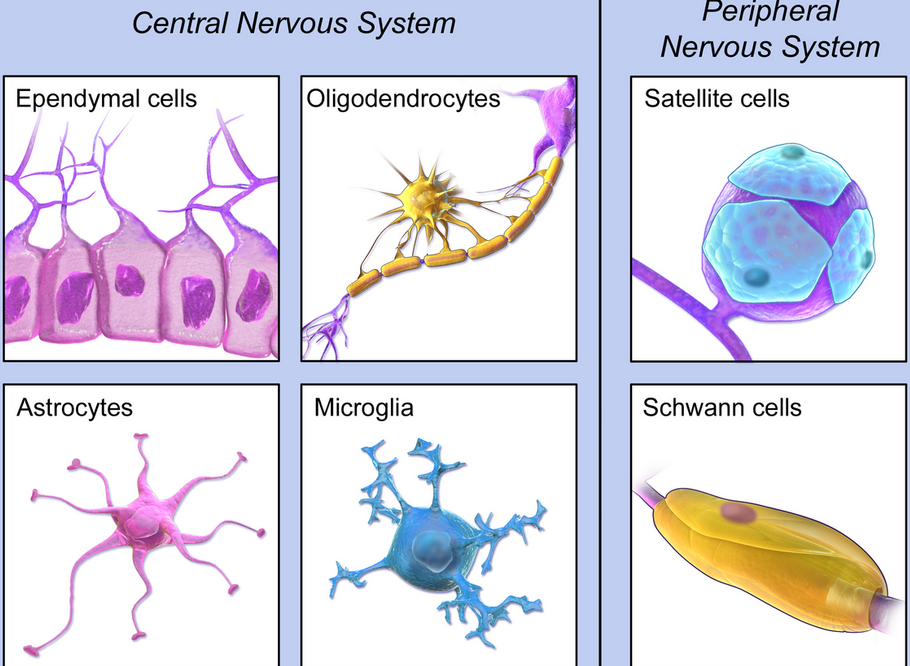 Central Nervous System
Peripheral
Nervous System
Ependymal cells
Oligodendrocytes
Satellite cells
Astrocytes
Microglia
Schwann cells